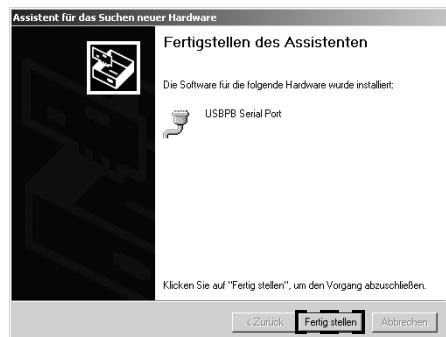 Assistent für das Suchen neuer Hardware
Fertigstellen des Assistenten
Die Software für die folgende Hardware wurde installiert:
USBPB Serial Port
Klicken Sie auf "Fertig stellen", um den Vorgang abzuschließen.
< Zurück Fertig stellen Abbrechen